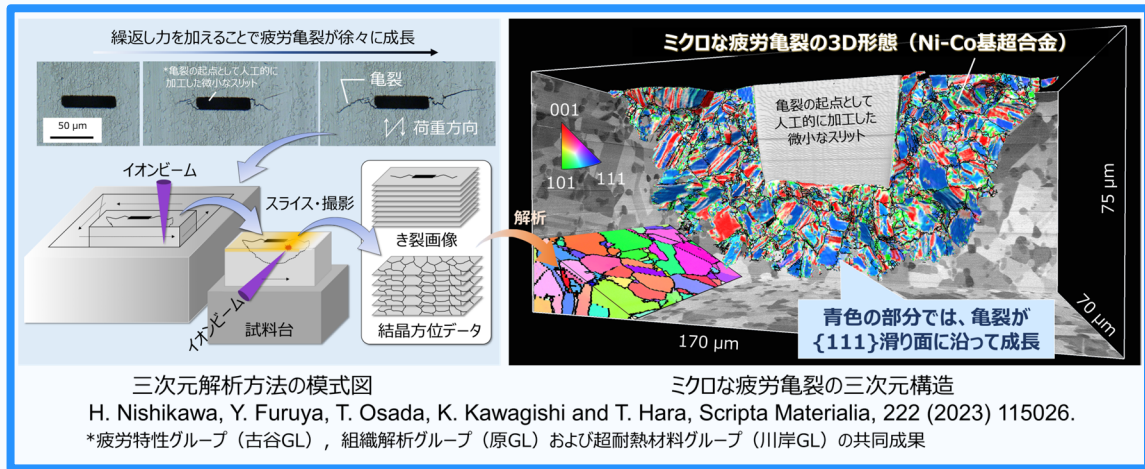 繰返し力を加えることで疲労亀裂が徐々に成長
*亀裂の起点として人工的に
加工した微小なスリット
亀裂
荷重方向
50 μm
イオンビーム
スライス・撮影
き裂画像
イオンビーム
試料台
結晶方位データ
解析
三次元解析方法の模式図
ミクロな疲労亀裂の3D形態（Ni-Co基超合金）
亀裂の起点として
人工的に加工した
微小なスリット
001
101
111
75 μm
70 μm
170 μm
青色の部分では、亀裂が
{111}滑り面に沿って成長
ミクロな疲労亀裂の三次元構造
H. Nishikawa, Y. Furuya, T. Osada, K. Kawagishi and T. Hara, Scripta Materialia, 222 (2023) 115026.
*疲労特性グループ（古谷GL）, 組織解析グループ（原GL）および超耐熱材料グループ（川岸GL）の共同成果